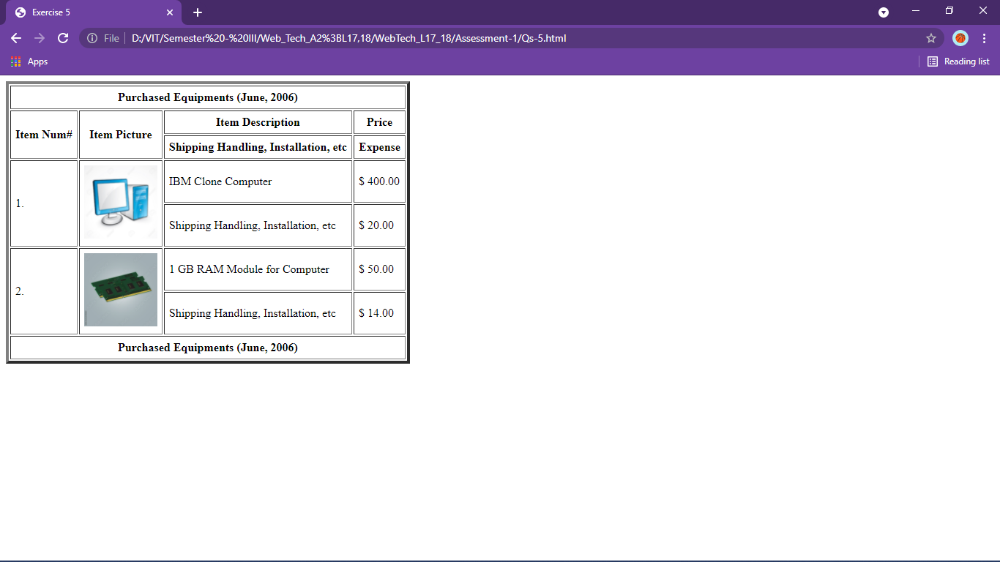 Exercise 5
File D:/VIT/Semester%20-%20III/Web_Tech_A2%3BL17,18/WebTech_L17_18/Assessment-1/Qs-5.html
Apps Reading list
Purchased Equipments (June, 2006)
Item Num# Item Picture Item Description Price
Shipping Handling, Installation, etc Expense
1. IBM Clone Computer $ 400.00
Shipping Handling, Installation, etc $ 20.00
2. 1 GB RAM Module for Computer $ 50.00
Shipping Handling, Installation, etc $ 14.00
Purchased Equipments (June, 2006)